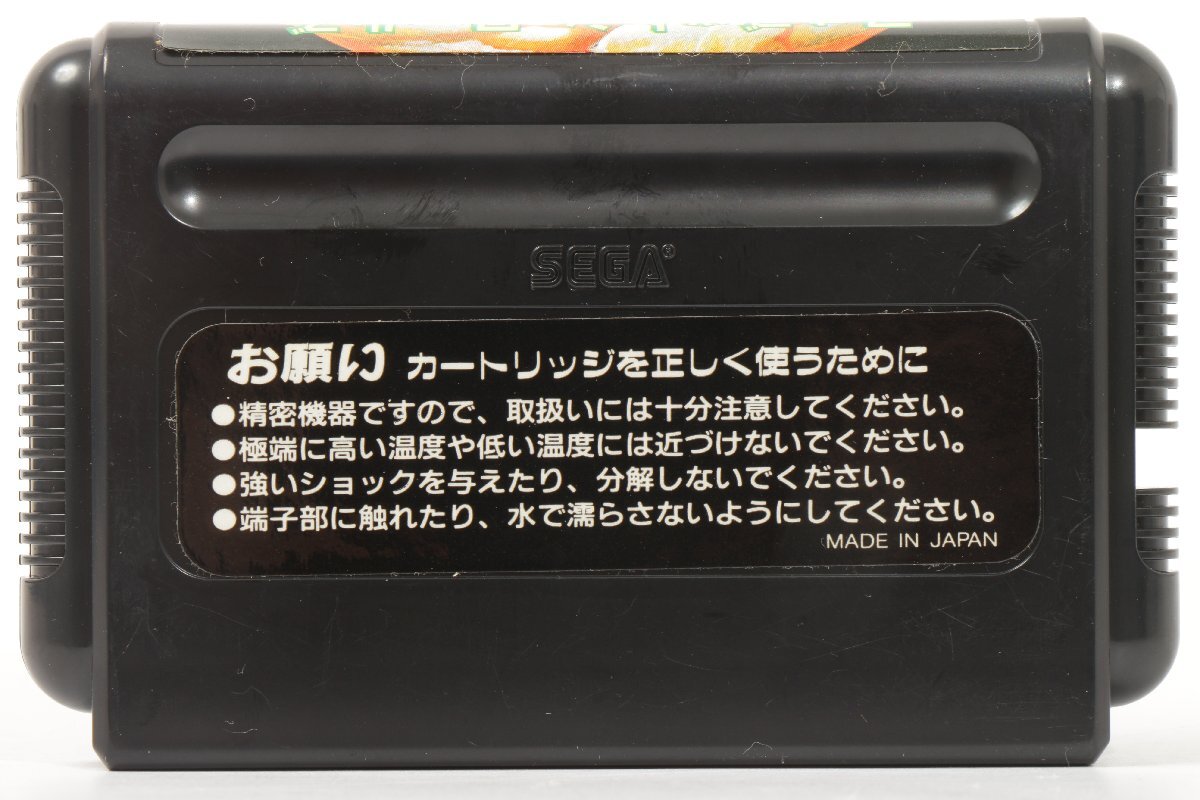 SEGA®
お願い カートリッジを正しく使うために
●精密機器ですので、取扱いには十分注意してください。
●極端に高い温度や低い温度には近づけないでください。
●強いショックを与えたり、分解しないでください。
●端子部に触れたり、水で濡らさないようにしてください。
MADE IN JAPAN